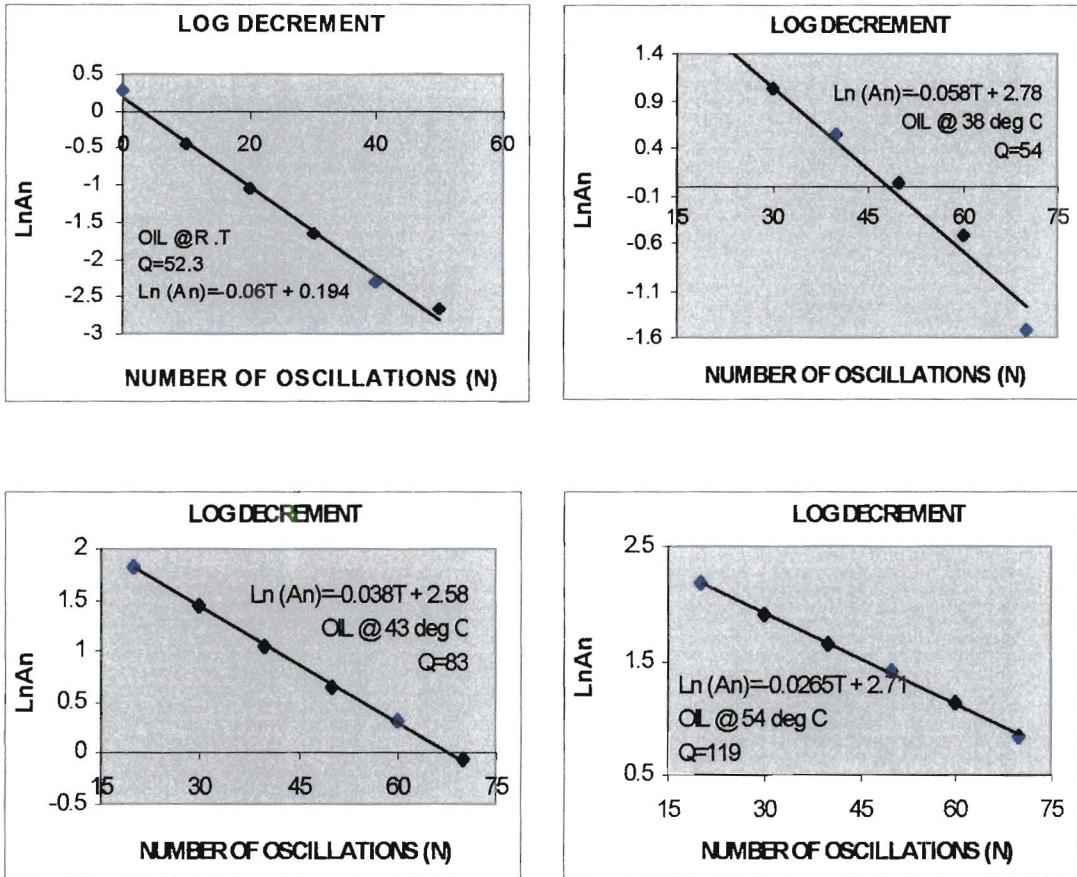 LOG DECREMENT
0.5
0
-0.5
-1
-1.5
-2
-2.5
-3
0 20 40 60
OIL @R .T
Q=52.3
Ln (An)=-0.06T + 0.194
LnAn
NUMBER OF OSCILLATIONS (N)
LOG DECREMENT
1.4
0.9
0.4
-0.1
-0.6
-1.1
-1.6
15 30 45 60 75
Ln (An)=-0.058T + 2.78
OIL @ 38 deg C
Q=54
LnAn
NUMBER OF OSCILLATIONS (N)
LOG DECREMENT
2
1.5
1
0.5
0
-0.5
15 30 45 60 75
Ln (An)=-0.038T + 2.58
OIL @ 43 deg C
Q=83
LnAn
NUMBER OF OSCILLATIONS (N)
LOG DECREMENT
2.5
1.5
0.5
15 30 45 60 75
Ln (An)=-0.0265T + 2.71
OIL @ 54 deg C
Q=119
LnAn
NUMBER OF OSCILLATIONS (N)